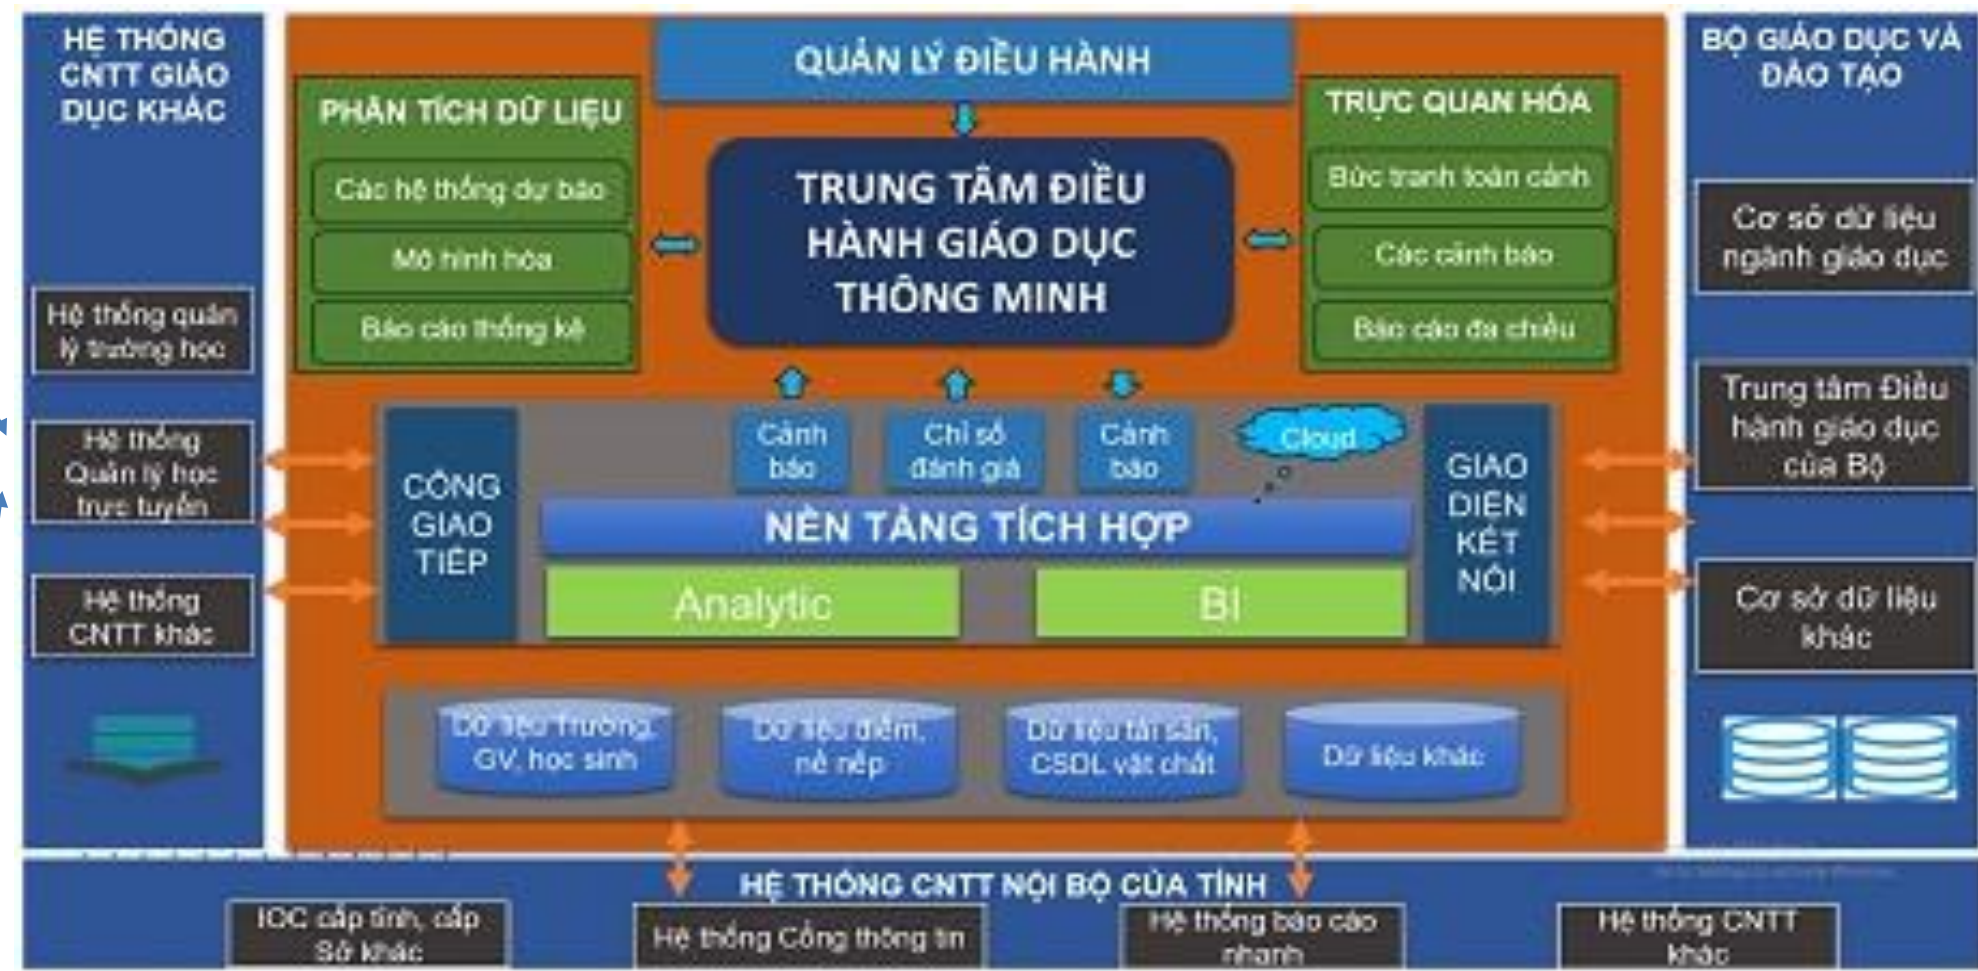 HỆ THỐNG
CNTT GIÁO
DỤC KHÁC
Hệ thống quản
lý trường học
Hệ thống
Quản lý học
trực tuyến
Hệ thống
CNTT khác
QUẢN LÝ ĐIỀU HÀNH
PHÂN TÍCH DỮ LIỆU
Các hệ thống dự báo
Mô hình hóa
Báo cáo thống kê
TRUNG TÂM ĐIỀU
HÀNH GIÁO DỤC
THÔNG MINH
TRỰC QUAN HÓA
Bức tranh toàn cảnh
Các cảnh báo
Báo cáo đa chiều
CỔNG
GIAO
TIẾP
Cảnh
báo
Chỉ số
đánh giá
Cảnh
báo
Cloud
NỀN TẢNG TÍCH HỢP
Analytic
BI
GIAO
DIỆN
KẾT
NỐI
Dữ liệu Trường,
GV, học sinh
Dữ liệu điểm,
nề nếp
Dữ liệu tài sản,
CSDL vật chất
Dữ liệu khác
BỘ GIÁO DỤC VÀ
ĐÀO TẠO
Cơ sở dữ liệu
ngành giáo dục
Trung tâm Điều
hành giáo dục
của Bộ
Cơ sở dữ liệu
khác
HỆ THỐNG CNTT NỘI BỘ CỦA TỈNH
IOC cấp tỉnh, cấp
Sở khác
Hệ thống Cổng thông tin
Hệ thống báo cáo
nhanh
Hệ thống CNTT
khác